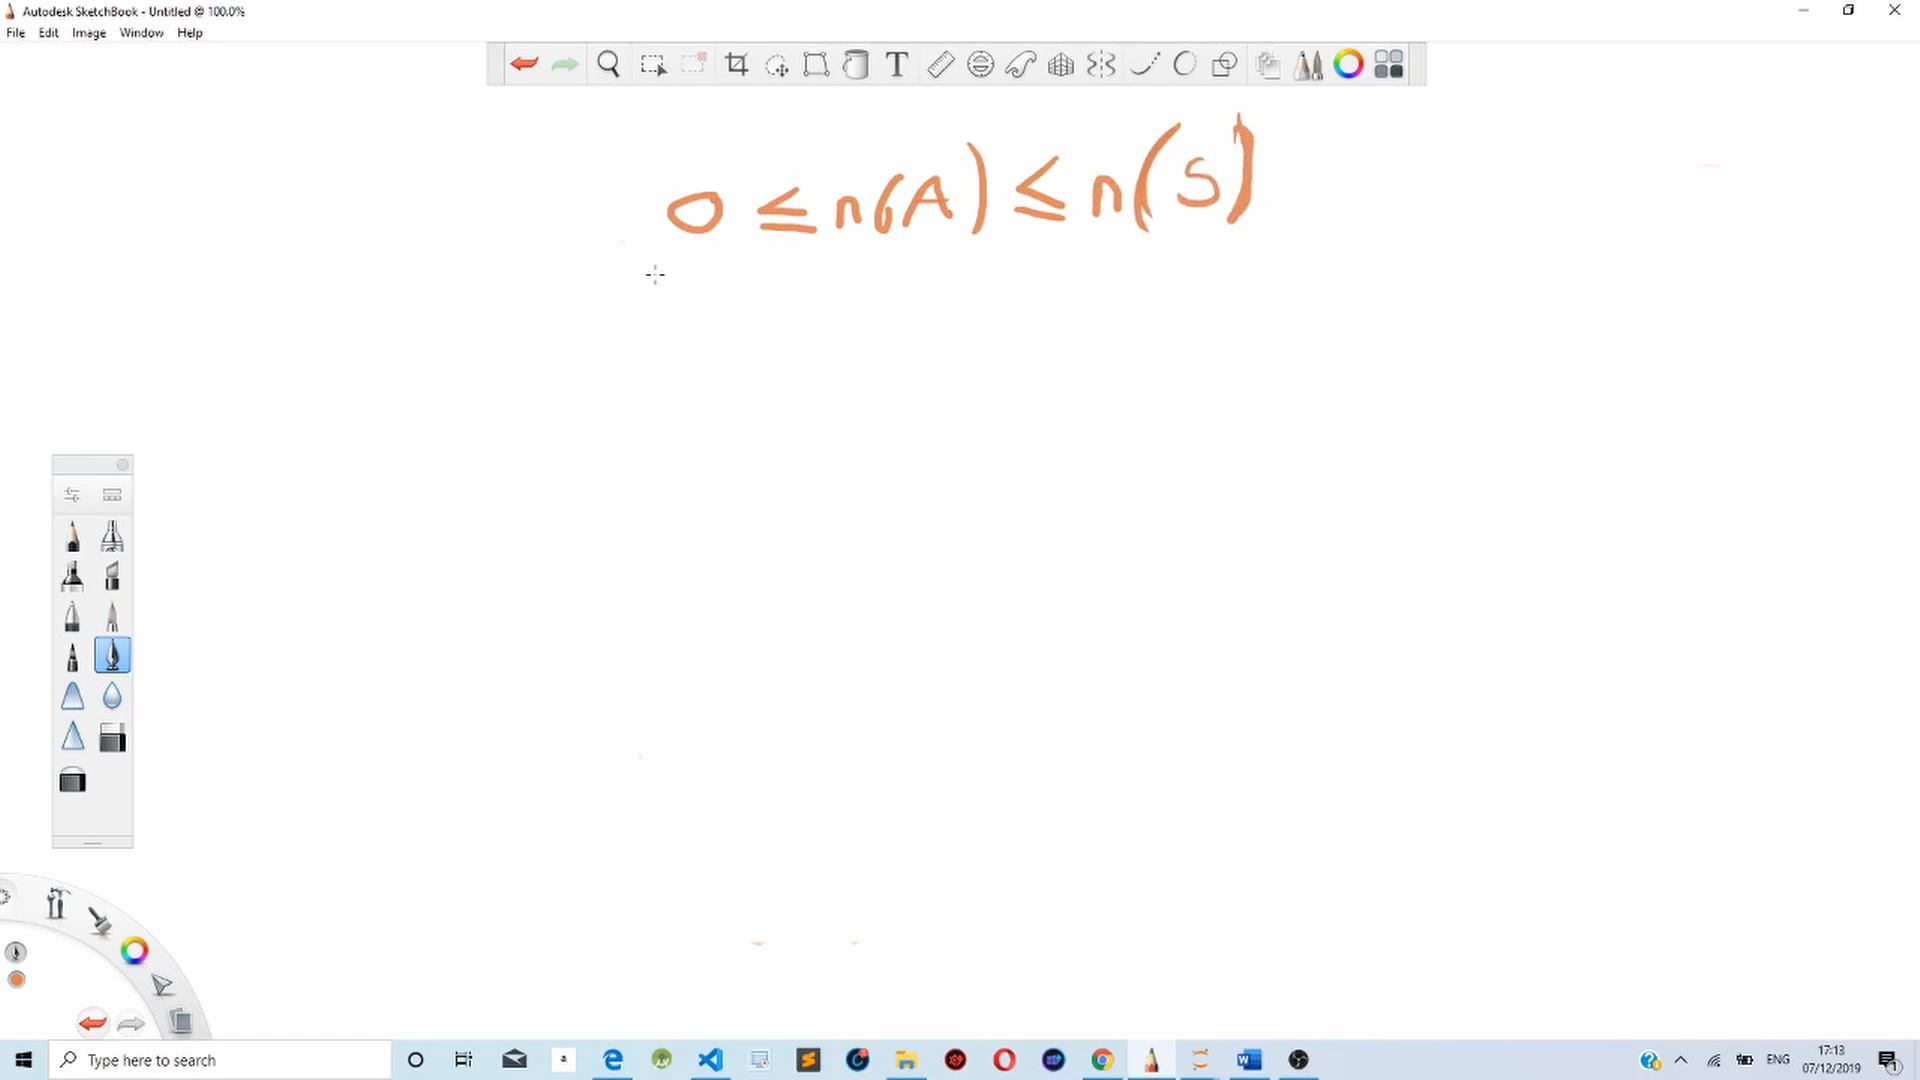 Autodesk SketchBook - Untitled @ 100.0%
File Edit Image Window Help
T
0 ≤ n(A) ≤ n(S)
Type here to search
a
ENG
17:13
07/12/2019
1